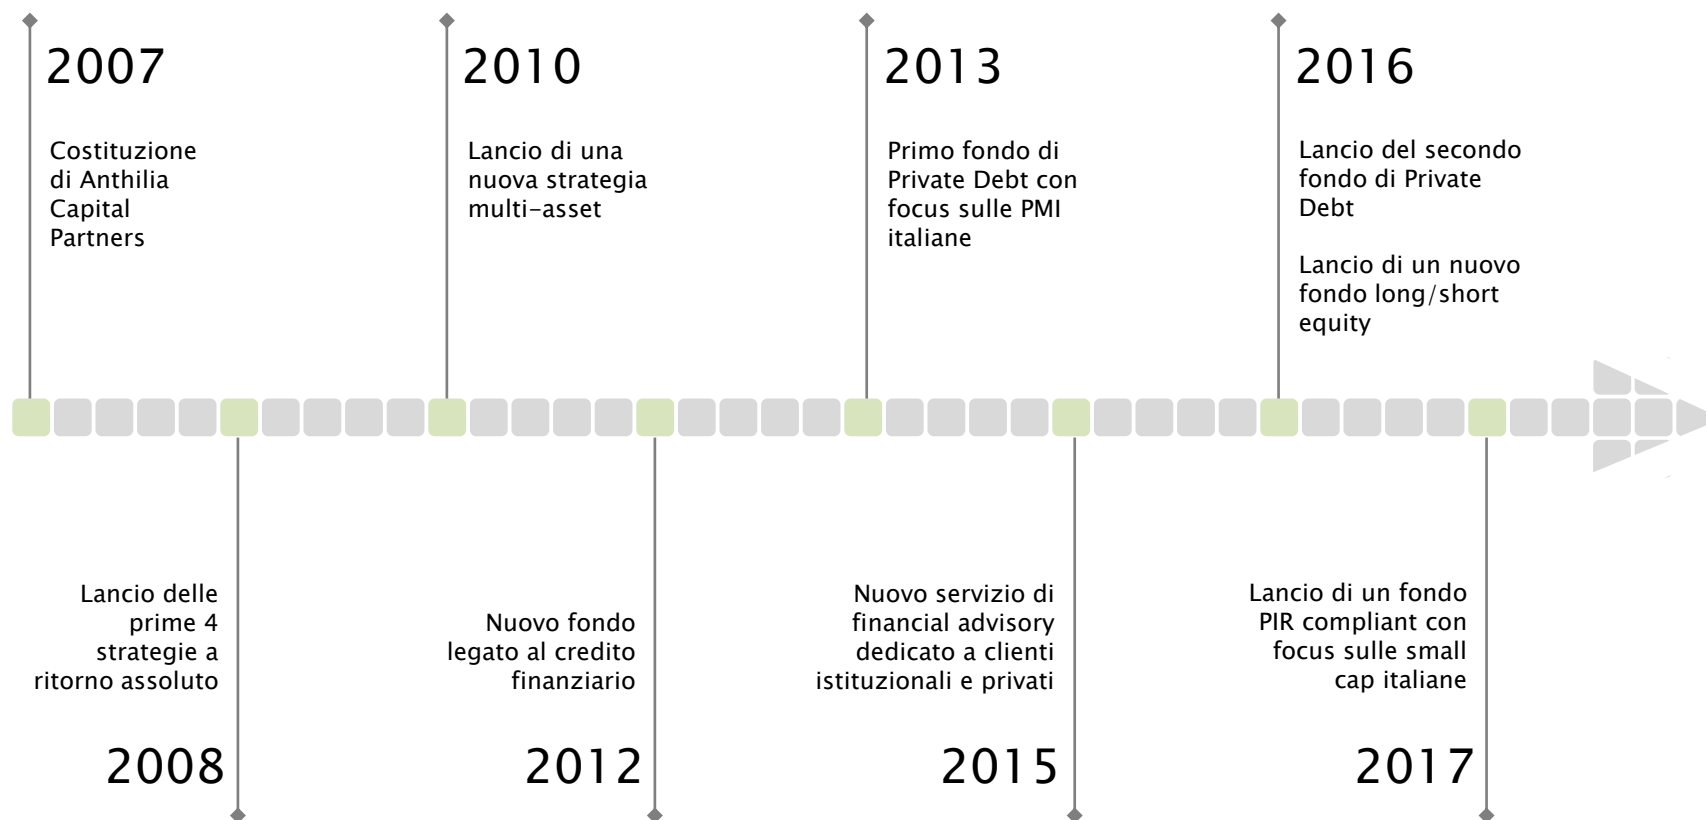 2007
Costituzione
di Anthilia
Capital
Partners
2010
Lancio di una
nuova strategia
multi-asset
2013
Primo fondo di
Private Debt con
focus sulle PMI
italiane
2016
Lancio del secondo
fondo di Private
Debt
Lancio di un nuovo
fondo long/short
equity
Lancio delle
prime 4
strategie a
ritorno assoluto
2008
Nuovo fondo
legato al credito
finanziario
2012
Nuovo servizio di
financial advisory
dedicato a clienti
istituzionali e privati
2015
Lancio di un fondo
PIR compliant con
focus sulle small
cap italiane
2017